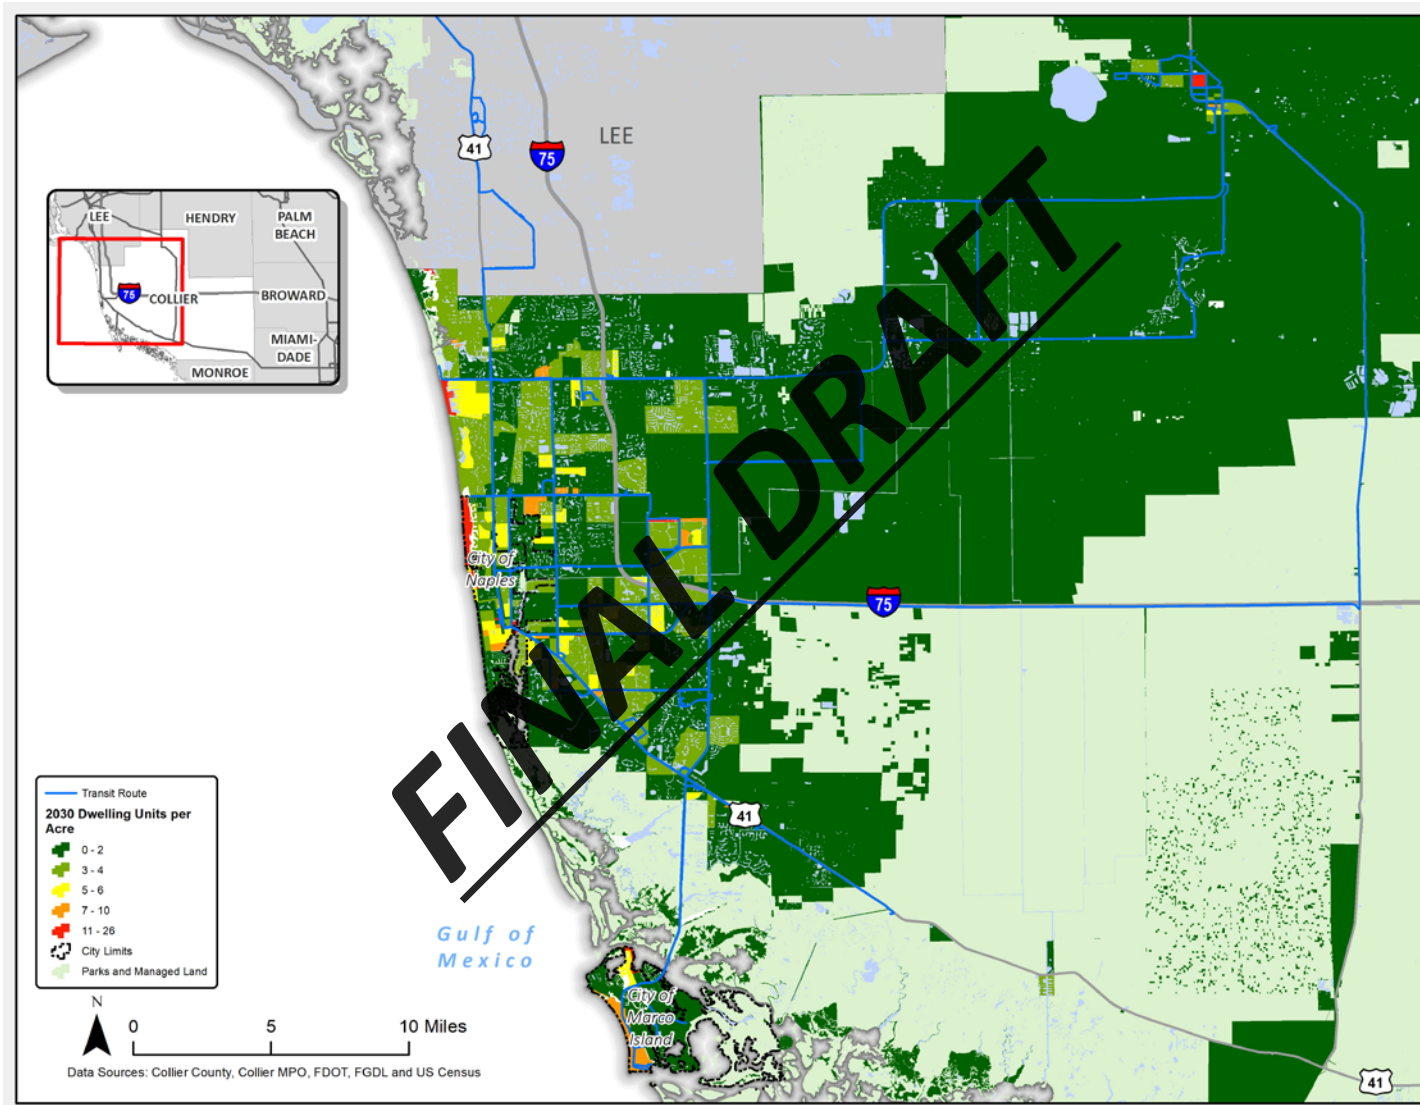 LEE
41
75
LEE
HENDRY
PALM
BEACH
75
COLLIER
BROWARD
MIAMI-
DADE
MONROE
City of
Naples
75
FINAL DRAFT
41
Transit Route
2030 Dwelling Units per
Acre
0 - 2
3 - 4
5 - 6
7 - 10
11 - 26
City Limits
Parks and Managed Land
Gulf of
Mexico
City of
Marco
Island
N
0 5 10 Miles
Data Sources: Collier County, Collier MPO, FDOT, FGDL and US Census
41